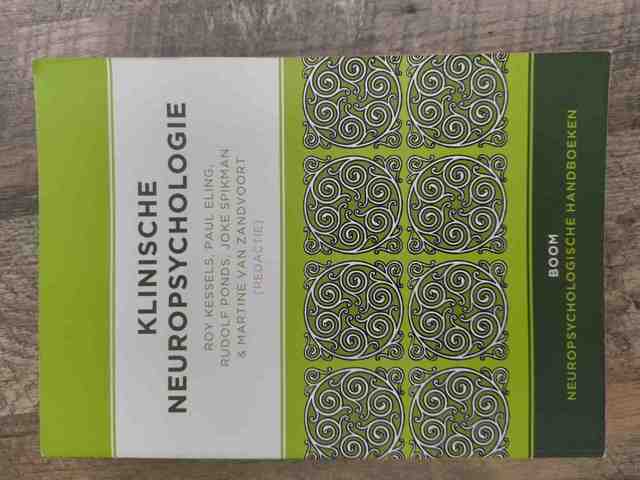 KLINISCHE
NEUROPSYCHOLOGIE
ROY KESSELS, PAUL ELING,
RUDOLF PONDS, JOKE SPIKMAN
& MARTINE VAN ZANDVOORT
[REDACTIE]
BOOM
NEUROPSYCHOLOGISCHE HANDBOEKEN